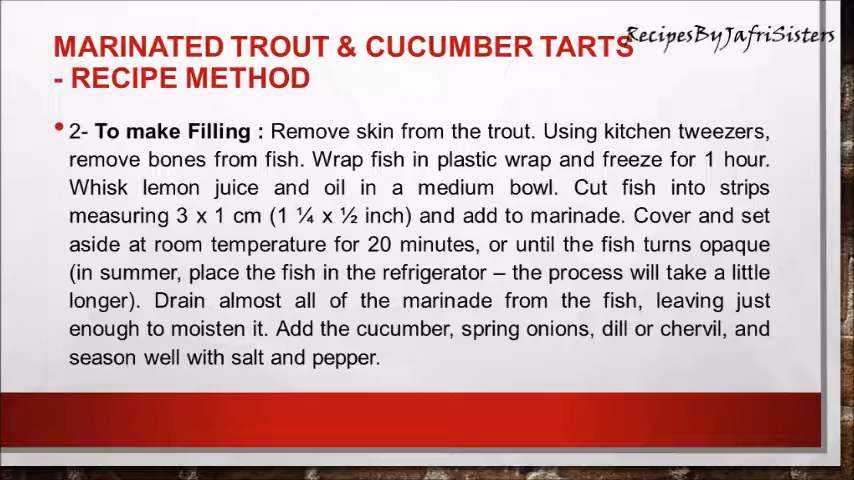 RecipesByJafriSisters
MARINATED TROUT & CUCUMBER TARTS
- RECIPE METHOD
• 2- To make Filling : Remove skin from the trout. Using kitchen tweezers,
remove bones from fish. Wrap fish in plastic wrap and freeze for 1 hour.
Whisk lemon juice and oil in a medium bowl. Cut fish into strips
measuring 3 x 1 cm (1 ¼ x ½ inch) and add to marinade. Cover and set
aside at room temperature for 20 minutes, or until the fish turns opaque
(in summer, place the fish in the refrigerator – the process will take a little
longer). Drain almost all of the marinade from the fish, leaving just
enough to moisten it. Add the cucumber, spring onions, dill or chervil, and
season well with salt and pepper.